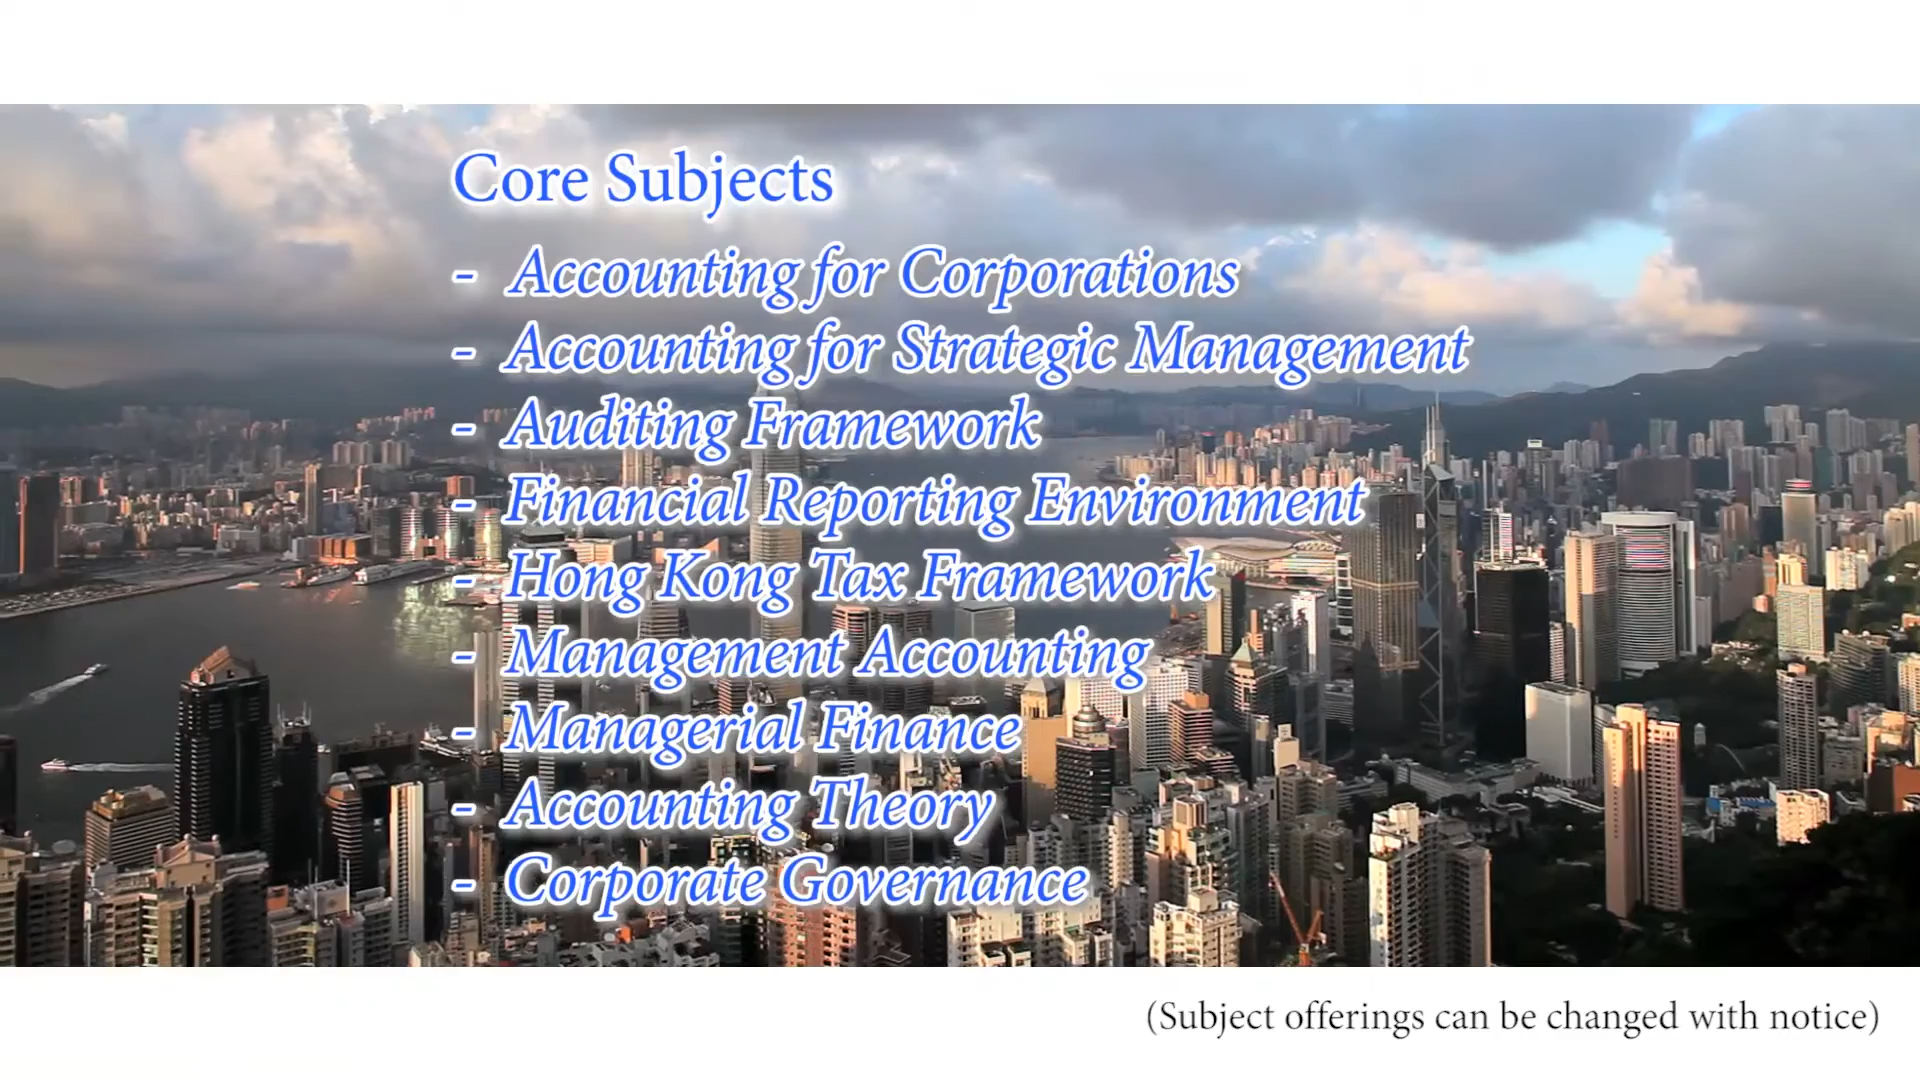 Core Subjects
- Accounting for Corporations
- Accounting for Strategic Management
- Auditing Framework
- Financial Reporting Environment
- Hong Kong Tax Framework
- Management Accounting
- Managerial Finance
- Accounting Theory
- Corporate Governance
(Subject offerings can be changed with notice)